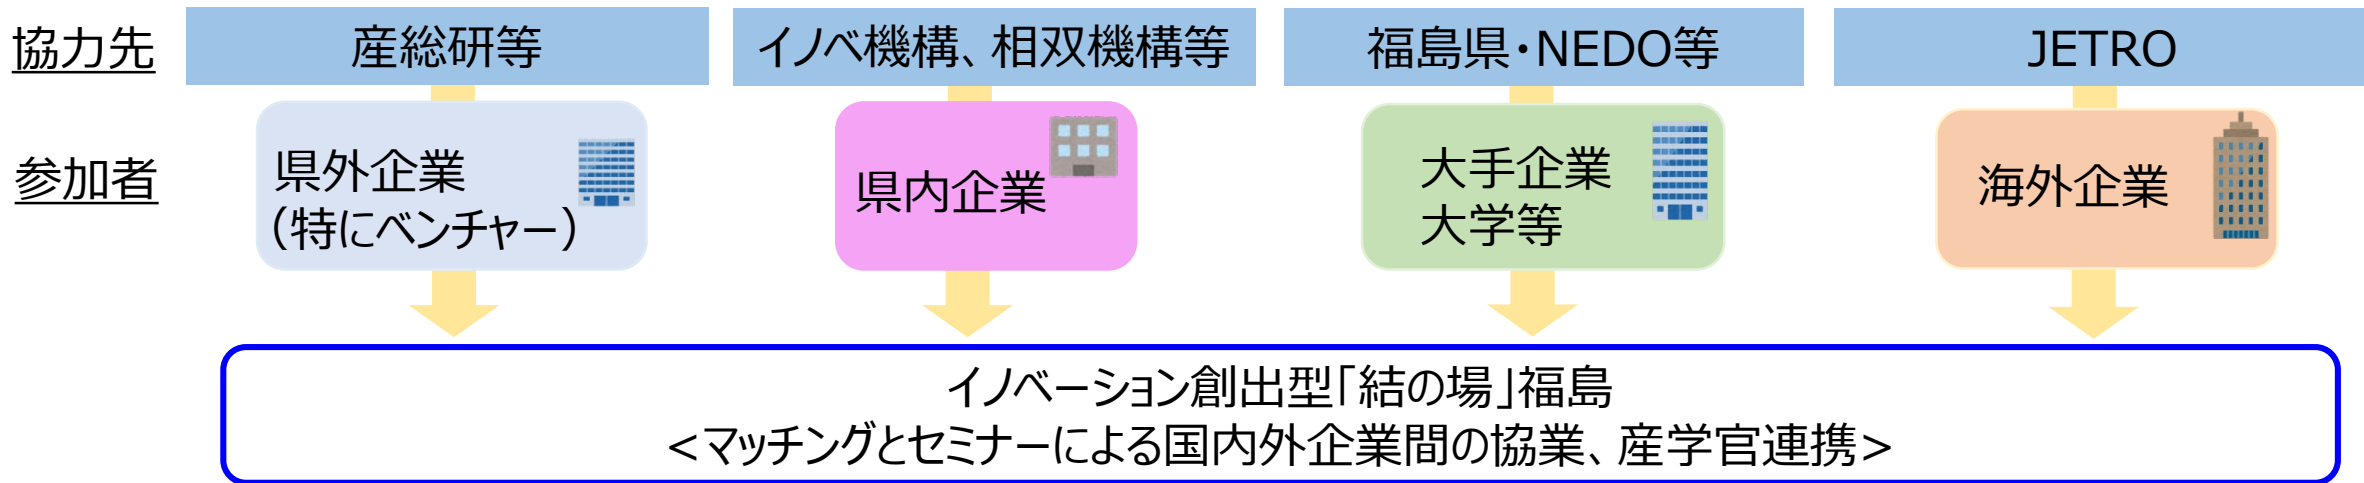 協力先
産総研等
イノベ機構、相双機構等
福島県・NEDO等
JETRO
参加者
県外企業
（特にベンチャー）
県内企業
大手企業
大学等
海外企業
イノベーション創出型「結の場」福島
<マッチングとセミナーによる国内外企業間の協業、産学官連携>